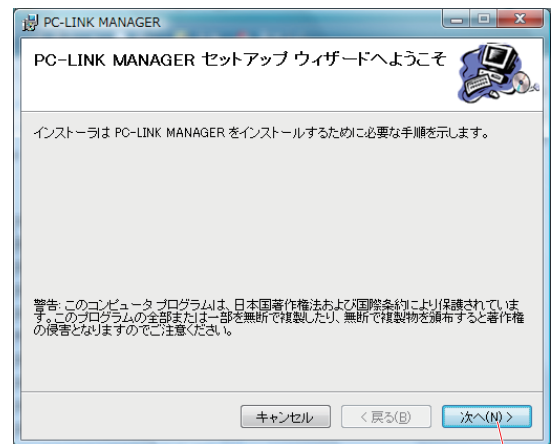 PC-LINK MANAGER
PC-LINK MANAGER セットアップ ウィザードへようこそ
インストーラは PC-LINK MANAGER をインストールするために必要な手順を示します。
警告: このコンピュータ プログラムは、日本国著作権法および国際条約により保護されていま
す。このプログラムの全部または一部を無断で複製したり、無断で複製物を頒布すると著作権
の侵害となりますのでご注意ください。
キャンセル < 戻る(B) 次へ(N) >